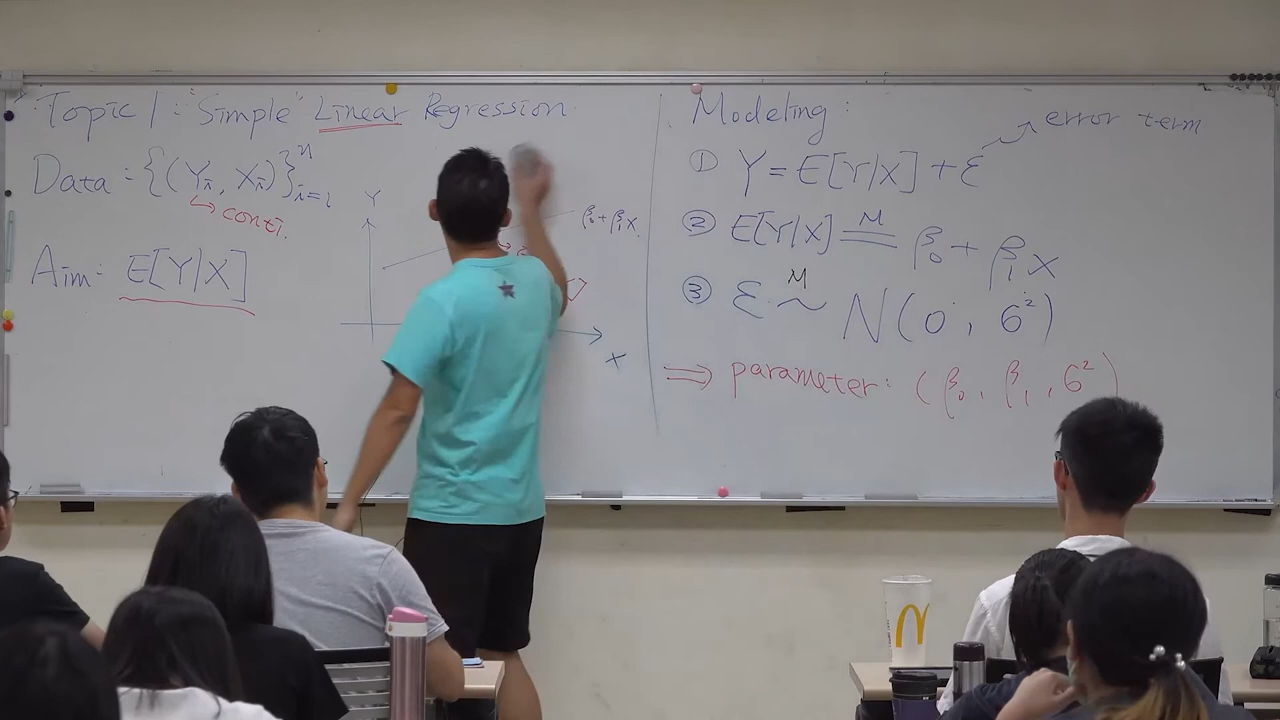 Topic 1: "Simple" Linear Regression
Data: {(Yᵢ, Xᵢ)}ⁿᵢ₌₁
↳ conti.
Aim: E[Y|X]
Y
β₀+β₁X
X
Modeling:
error term
① Y = E[Y|X] + ε
② E[Y|X] =ᴹ β₀ + β₁X
③ ε ~ᴹ N(0, σ²)
⇒ parameter: (β₀, β₁, σ²)